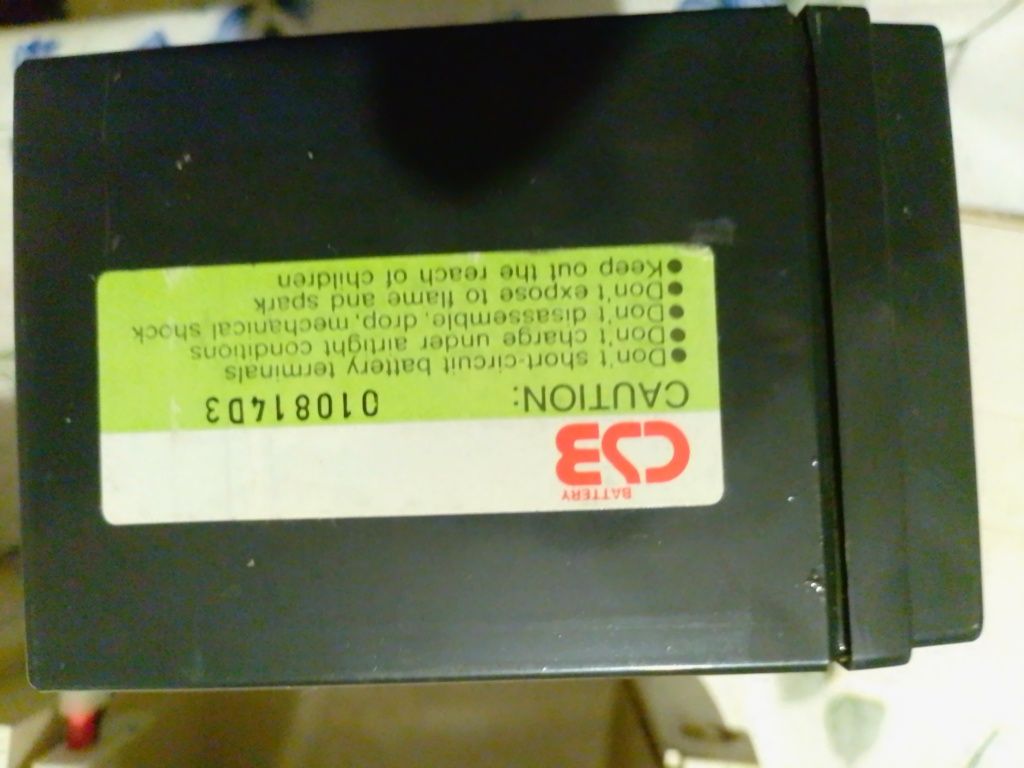 CSB
BATTERY
CAUTION: 010814D3
●Don't short-circuit battery terminals
●Don't charge under airtight conditions
●Don't disassemble, drop, mechanical shock
●Don't expose to flame and spark
●Keep out the reach of children